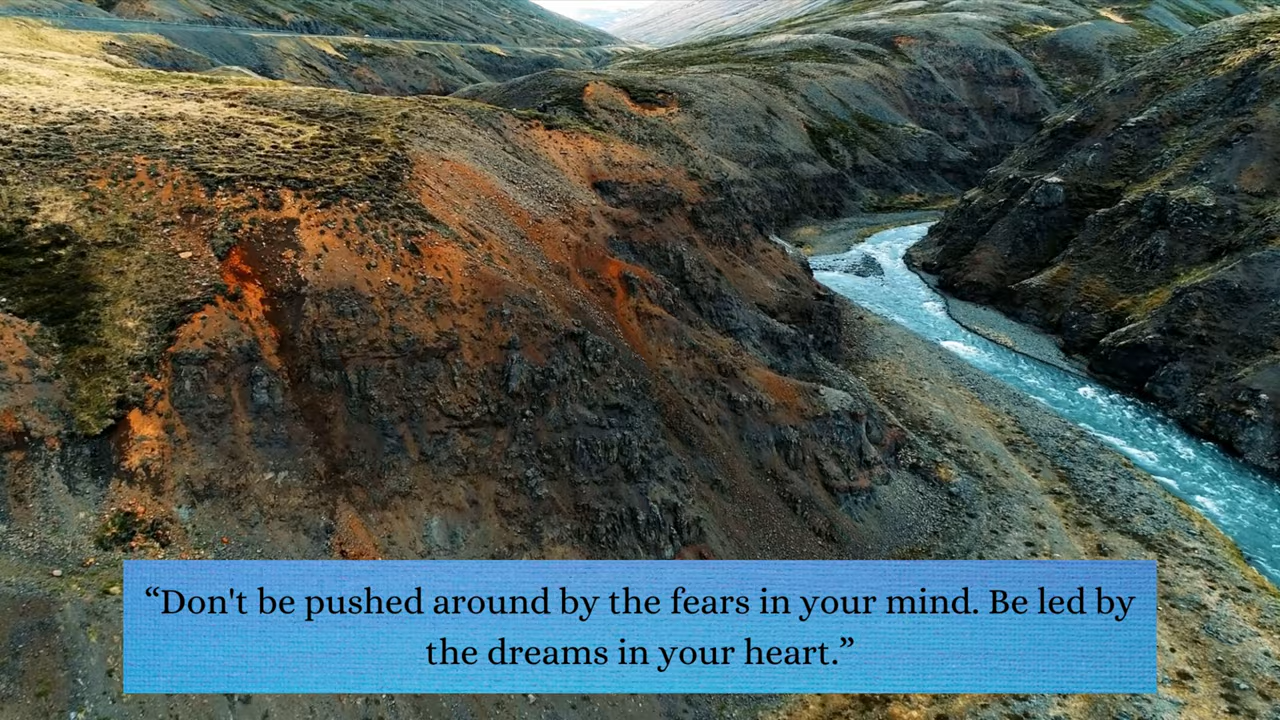 “Don't be pushed around by the fears in your mind. Be led by
the dreams in your heart.”